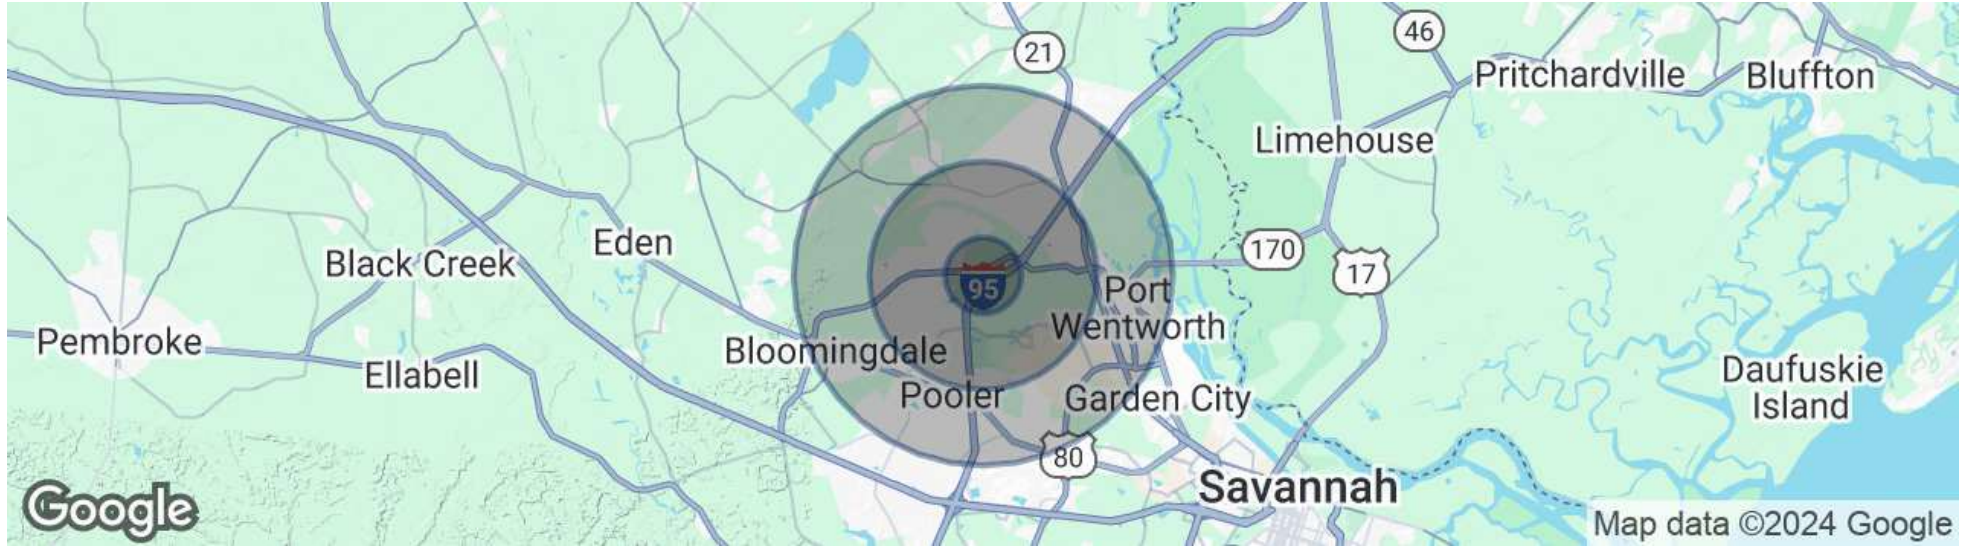 46
21
Pritchardville
Bluffton
Limehouse
Eden
170
Black Creek
17
95
Port
Wentworth
Pembroke
Bloomingdale
Ellabell
Daufuskie
Island
Pooler
Garden City
80
Savannah
Google
Map data ©2024 Google